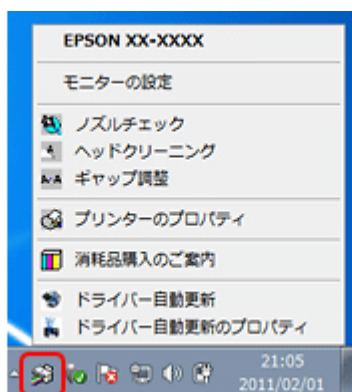 EPSON XX-XXXX
モニターの設定
ノズルチェック
ヘッドクリーニング
ギャップ調整
プリンターのプロパティ
消耗品購入のご案内
ドライバー自動更新
ドライバー自動更新のプロパティ
21:05
2011/02/01